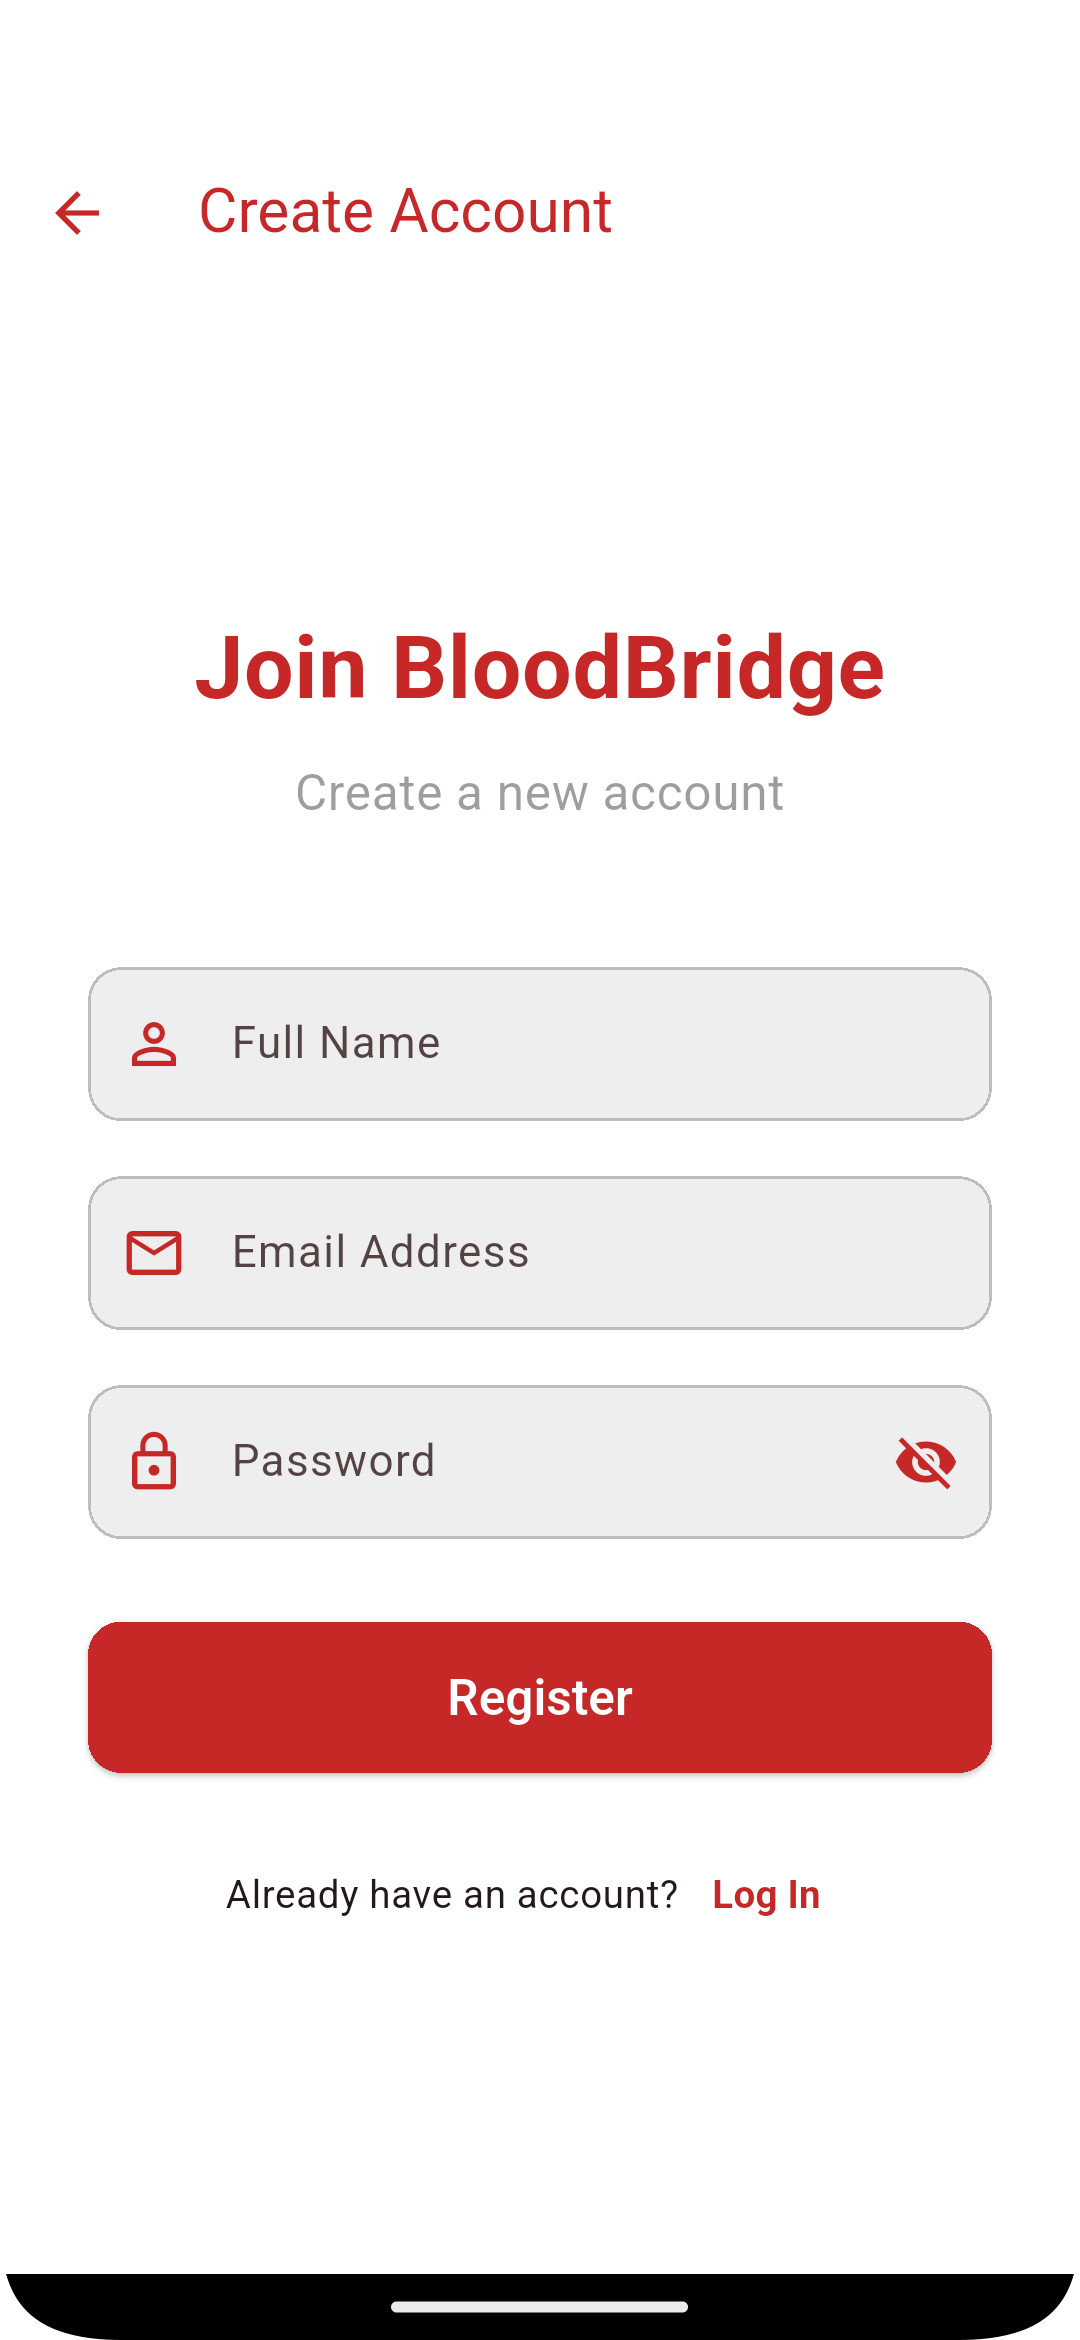 Create Account
Join BloodBridge
Create a new account
Full Name
Email Address
Password
Register
Already have an account? Log In